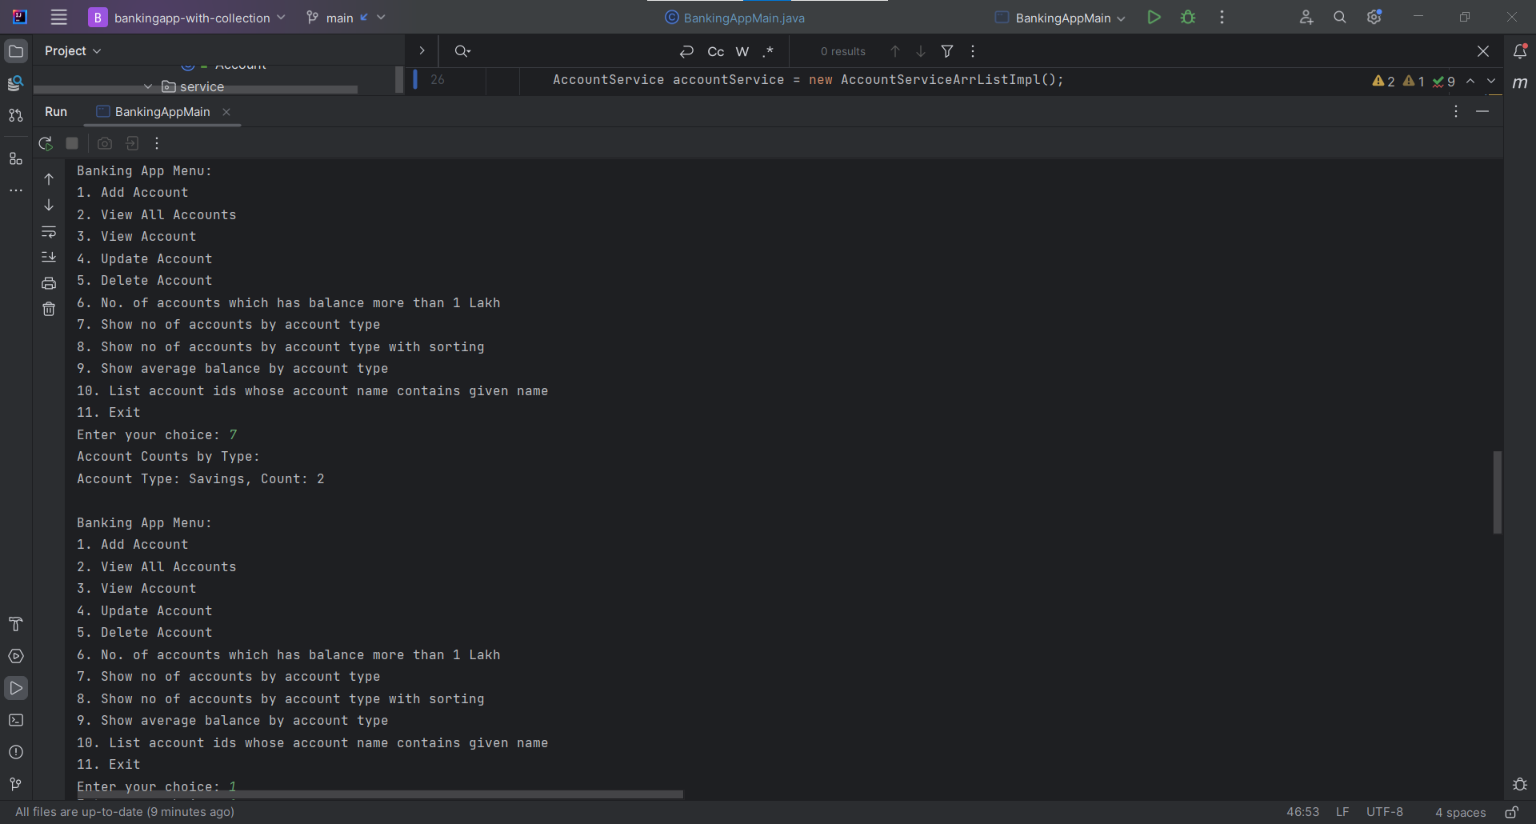 B bankingapp-with-collection main BankingAppMain.java BankingAppMain
Project Cc W .* 0 results
Account
service
26 AccountService accountService = new AccountServiceArrListImpl(); 2 1 9 m
Run BankingAppMain
Banking App Menu:
1. Add Account
2. View All Accounts
3. View Account
4. Update Account
5. Delete Account
6. No. of accounts which has balance more than 1 Lakh
7. Show no of accounts by account type
8. Show no of accounts by account type with sorting
9. Show average balance by account type
10. List account ids whose account name contains given name
11. Exit
Enter your choice: 7
Account Counts by Type:
Account Type: Savings, Count: 2
Banking App Menu:
1. Add Account
2. View All Accounts
3. View Account
4. Update Account
5. Delete Account
6. No. of accounts which has balance more than 1 Lakh
7. Show no of accounts by account type
8. Show no of accounts by account type with sorting
9. Show average balance by account type
10. List account ids whose account name contains given name
11. Exit
Enter your choice: 1
All files are up-to-date (9 minutes ago) 46:53 LF UTF-8 4 spaces